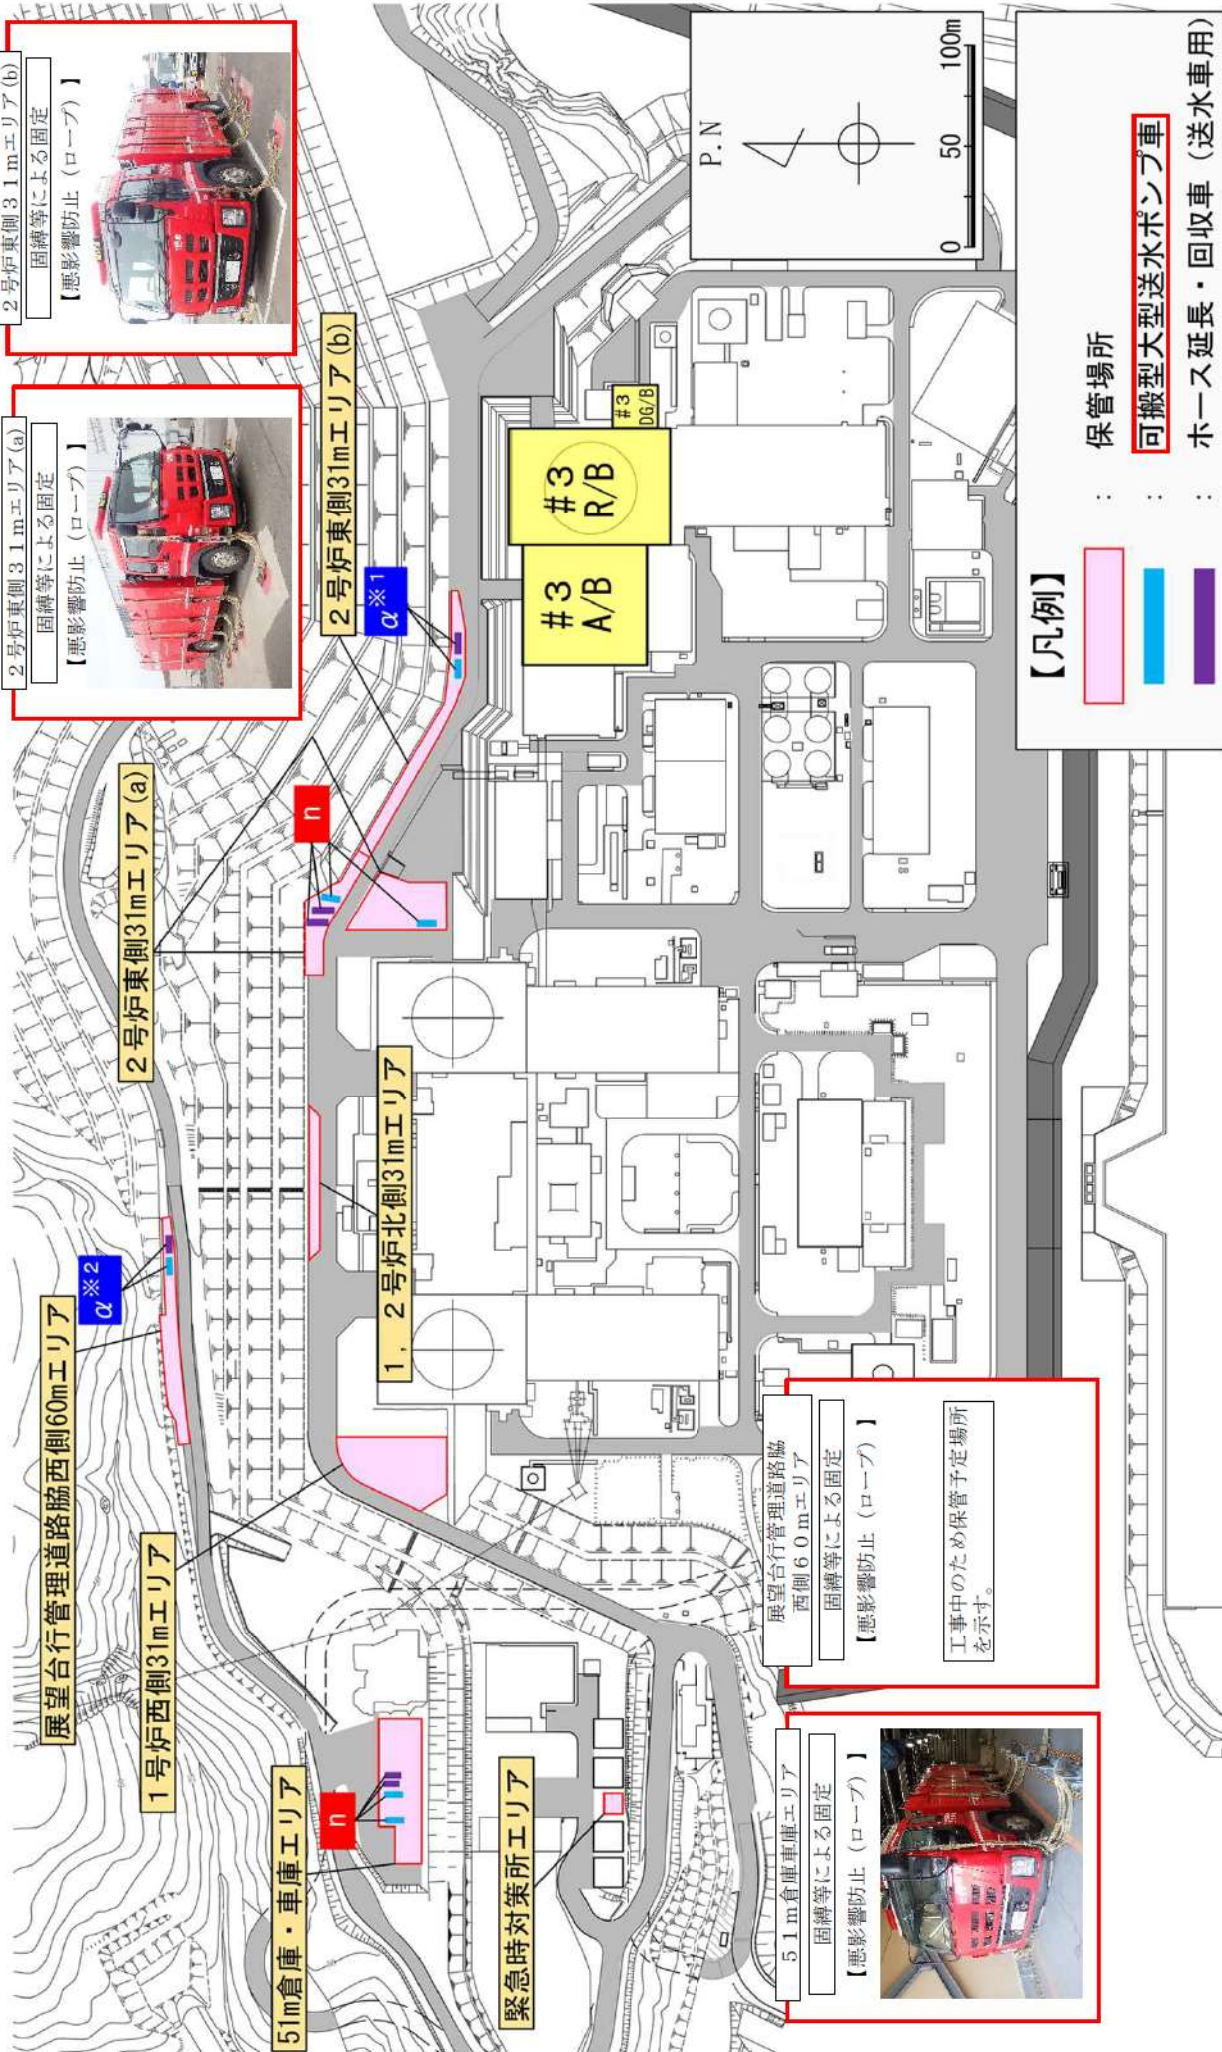 ２号炉東側３１ｍエリア(a)
固縛等による固定
【悪影響防止（ロープ）】
２号炉東側３１ｍエリア(b)
固縛等による固定
【悪影響防止（ロープ）】
展望台行管理道路脇西側60mエリア
α※2
2号炉東側31mエリア(a)
n
2号炉東側31mエリア(b)
α※1
1号炉西側31mエリア
1，2号炉北側31mエリア
51m倉庫・車庫エリア
n
緊急時対策所エリア
#3
A/B
#3
R/B
#3
DG/B
P.N
0 50 100m
５１ｍ倉庫車庫エリア
固縛等による固定
【悪影響防止（ロープ）】
展望台行管理道路脇
西側６０ｍエリア
固縛等による固定
【悪影響防止（ロープ）】
工事中のため保管予定場所
を示す。
【凡例】
： 保管場所
： 可搬型大型送水ポンプ車
： ホース延長・回収車（送水車用）